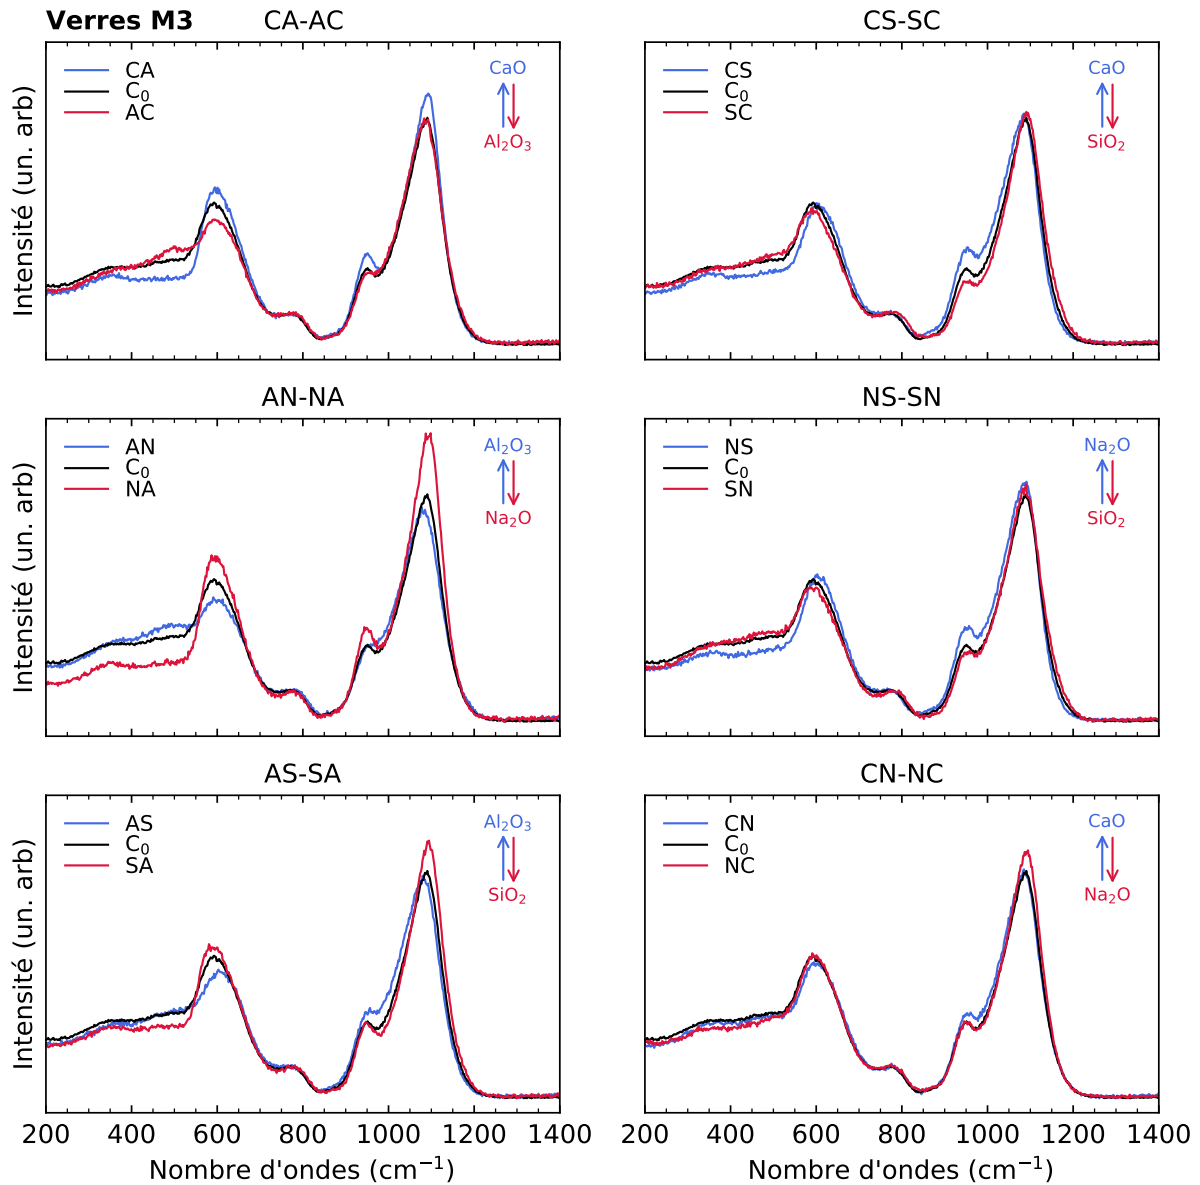 Verres M3
CA-AC
CS-SC
Intensité (un. arb)
CA
C₀
AC
CaO
Al₂O₃
CS
C₀
SC
CaO
SiO₂
AN-NA
NS-SN
Intensité (un. arb)
AN
C₀
NA
Al₂O₃
Na₂O
NS
C₀
SN
Na₂O
SiO₂
AS-SA
CN-NC
Intensité (un. arb)
AS
C₀
SA
Al₂O₃
SiO₂
CN
C₀
NC
CaO
Na₂O
200 400 600 800 1000 1200 1400
200 400 600 800 1000 1200 1400
Nombre d'ondes (cm⁻¹)
Nombre d'ondes (cm⁻¹)